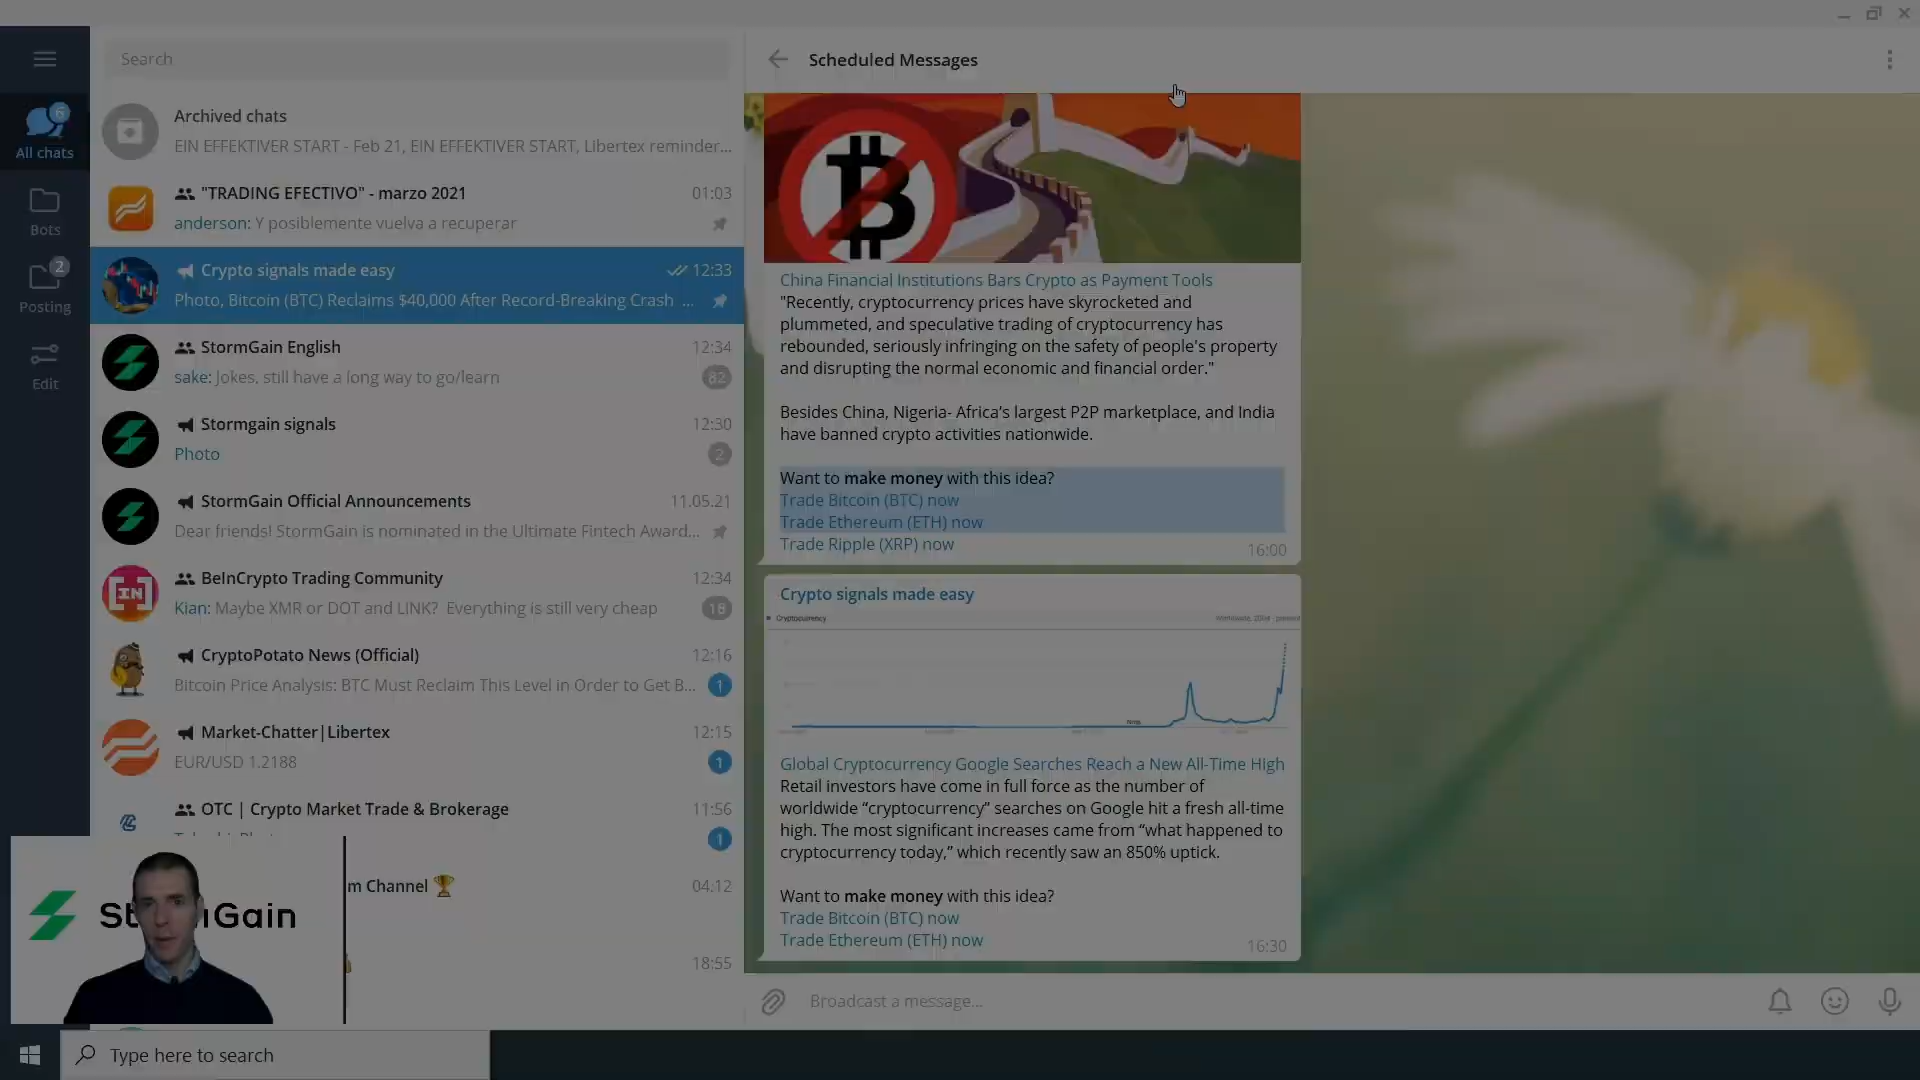 Search
Archived chats
EIN EFFEKTIVER START - Feb 21, EIN EFFEKTIVER START, Libertex reminder...
"TRADING EFECTIVO" - marzo 2021
01:03
anderson: Y posiblemente vuelva a recuperar
Crypto signals made easy
12:33
Photo, Bitcoin (BTC) Reclaims $40,000 After Record-Breaking Crash ...
StormGain English
12:34
sake: Jokes, still have a long way to go/learn
82
Stormgain signals
12:30
Photo
2
StormGain Official Announcements
11.05.21
Dear friends! StormGain is nominated in the Ultimate Fintech Award...
BeInCrypto Trading Community
12:34
Kian: Maybe XMR or DOT and LINK? Everything is still very cheap
18
CryptoPotato News (Official)
12:16
Bitcoin Price Analysis: BTC Must Reclaim This Level in Order to Get B...
1
Market-Chatter|Libertex
12:15
EUR/USD 1.2188
1
OTC | Crypto Market Trade & Brokerage
11:56
1
m Channel
04:12
18:55
6
All chats
Bots
2
Posting
Edit
IN
Scheduled Messages
China Financial Institutions Bars Crypto as Payment Tools
"Recently, cryptocurrency prices have skyrocketed and
plummeted, and speculative trading of cryptocurrency has
rebounded, seriously infringing on the safety of people's property
and disrupting the normal economic and financial order."
Besides China, Nigeria- Africa's largest P2P marketplace, and India
have banned crypto activities nationwide.
Want to make money with this idea?
Trade Bitcoin (BTC) now
Trade Ethereum (ETH) now
Trade Ripple (XRP) now
16:00
Crypto signals made easy
Cryptocurrency
Worldwide, 2004 - present
Global Cryptocurrency Google Searches Reach a New All-Time High
Retail investors have come in full force as the number of
worldwide “cryptocurrency” searches on Google hit a fresh all-time
high. The most significant increases came from “what happened to
cryptocurrency today,” which recently saw an 850% uptick.
Want to make money with this idea?
Trade Bitcoin (BTC) now
Trade Ethereum (ETH) now
16:30
Broadcast a message...
Type here to search